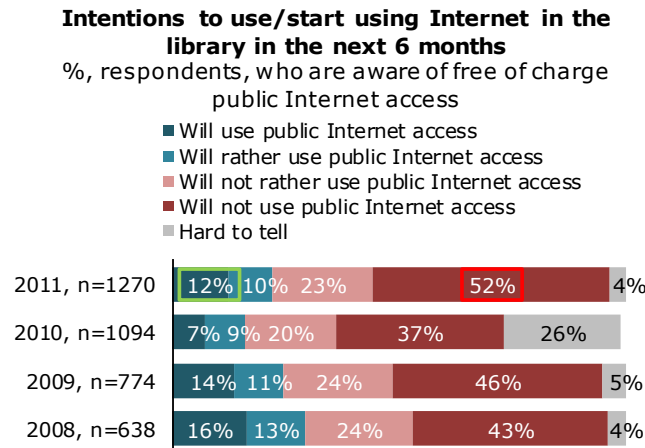 Intentions to use/start using Internet in the
library in the next 6 months
%, respondents, who are aware of free of charge
public Internet access
Will use public Internet access
Will rather use public Internet access
Will not rather use public Internet access
Will not use public Internet access
Hard to tell
2011, n=1270 12% 10% 23% 52% 4%
2010, n=1094 7% 9% 20% 37% 26%
2009, n=774 14% 11% 24% 46% 5%
2008, n=638 16% 13% 24% 43% 4%